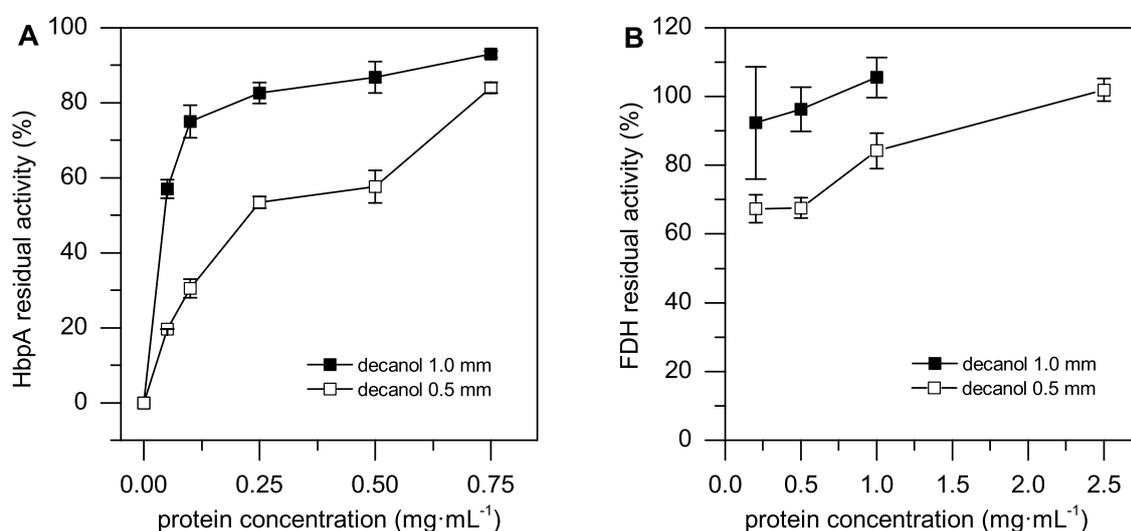 A
HbpA residual activity (%)
100
80
60
40
20
0
decanol 1.0 mm
decanol 0.5 mm
0.00 0.25 0.50 0.75
protein concentration (mg·mL⁻¹)
B
FDH residual activity (%)
120
100
80
60
40
20
0
decanol 1.0 mm
decanol 0.5 mm
0.0 0.5 1.0 1.5 2.0 2.5
protein concentration (mg·mL⁻¹)